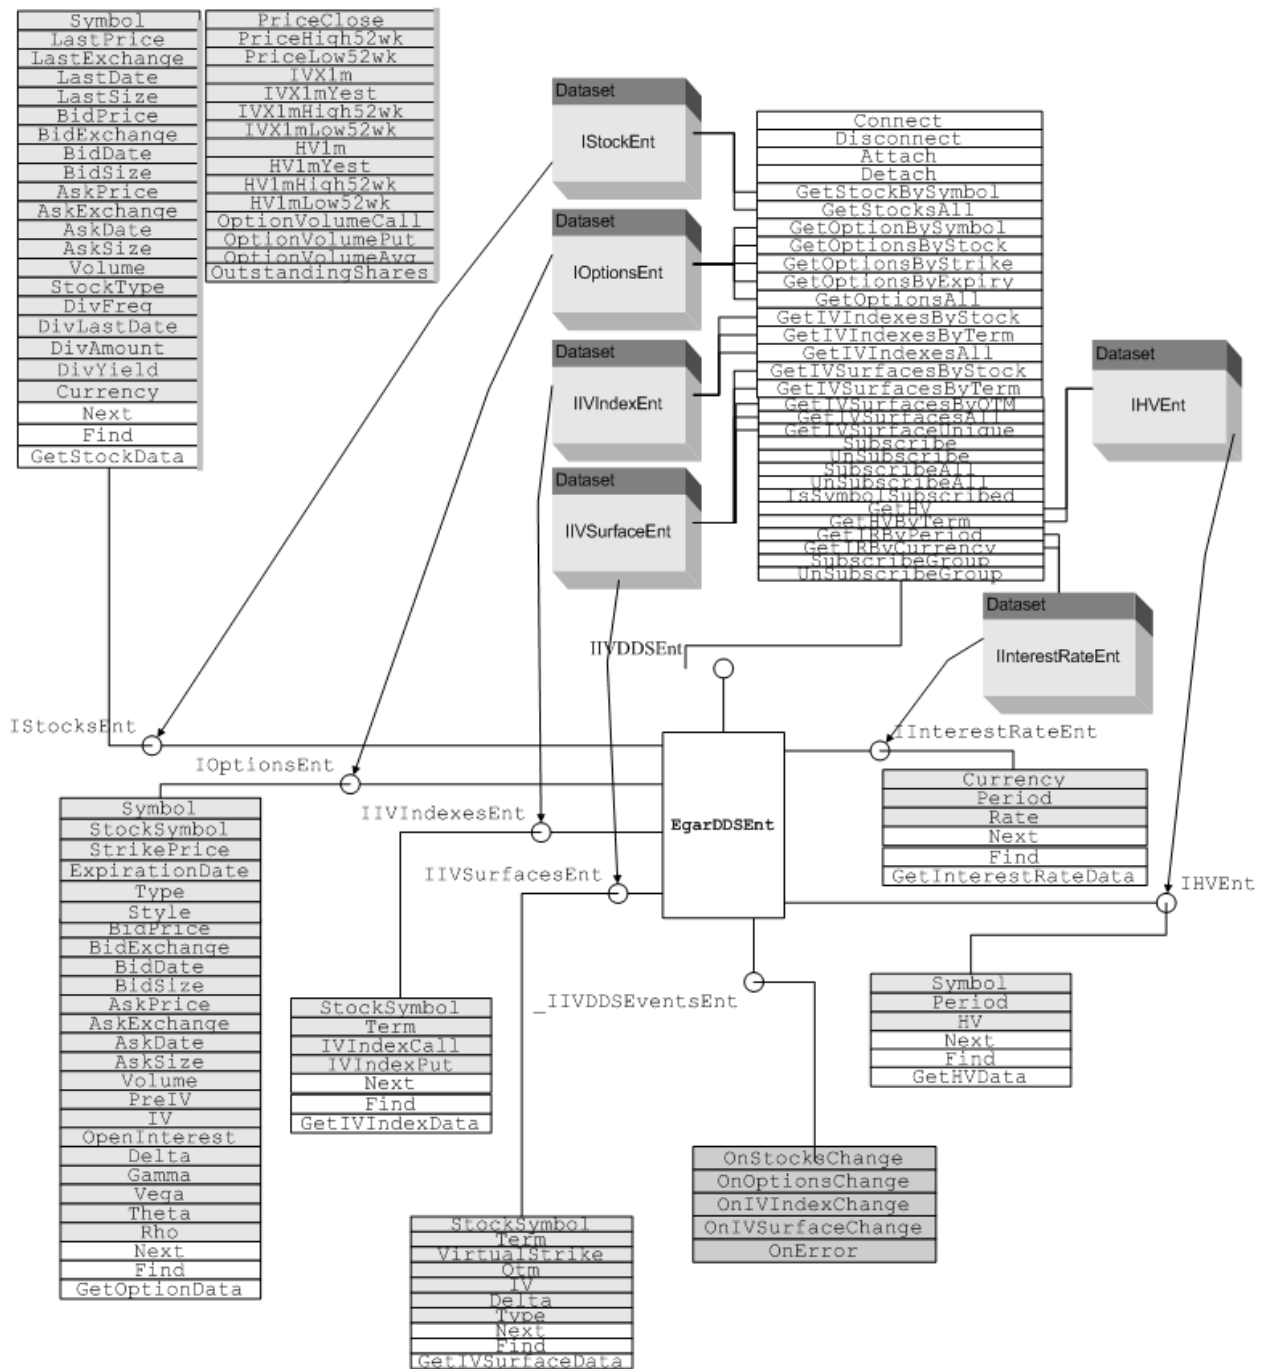 Symbol
LastPrice
LastExchange
LastDate
LastSize
BidPrice
BidExchange
BidDate
BidSize
AskPrice
AskExchange
AskDate
AskSize
Volume
StockType
DivFreq
DivLastDate
DivAmount
DivYield
Currency
Next
Find
GetStockData
PriceClose
PriceHigh52wk
PriceLow52wk
IVX1m
IVX1mYest
IVX1mHigh52wk
IVX1mLow52wk
HV1m
HV1mYest
HV1mHigh52wk
HV1mLow52wk
OptionVolumeCall
OptionVolumePut
OptionVolumeAvg
OutstandingShares
Dataset
IStockEnt
Dataset
IOptionsEnt
Dataset
IIVIndexEnt
Dataset
IIVSurfaceEnt
Connect
Disconnect
Attach
Detach
GetStockBySymbol
GetStocksAll
GetOptionBySymbol
GetOptionsByStock
GetOptionsByStrike
GetOptionsByExpiry
GetOptionsAll
GetIVIndexesByStock
GetIVIndexesByTerm
GetIVIndexesAll
GetIVSurfacesByStock
GetIVSurfacesByTerm
GetIVSurfacesByOTM
GetIVSurfacesAll
GetIVSurfaceUnique
Subscribe
UnSubscribe
SubscribeAll
UnSubscribeAll
IsSymbolSubscribed
GetHV
GetHVByTerm
GetIRByPeriod
GetIRByCurrency
SubscribeGroup
UnSubscribeGroup
Dataset
IHVEnt
Dataset
IInterestRateEnt
IIVDDSEnt
IStocksEnt
IOptionsEnt
IIVIndexesEnt
IIVSurfacesEnt
EgarDDSEnt
IInterestRateEnt
IHVEnt
_IIVDDSEventsEnt
Symbol
StockSymbol
StrikePrice
ExpirationDate
Type
Style
BidPrice
BidExchange
BidDate
BidSize
AskPrice
AskExchange
AskDate
AskSize
Volume
PreIV
IV
OpenInterest
Delta
Gamma
Vega
Theta
Rho
Next
Find
GetOptionData
StockSymbol
Term
IVIndexCall
IVIndexPut
Next
Find
GetIVIndexData
StockSymbol
Term
VirtualStrike
Otm
IV
Delta
Type
Next
Find
GetIVSurfaceData
OnStocksChange
OnOptionsChange
OnIVIndexChange
OnIVSurfaceChange
OnError
Currency
Period
Rate
Next
Find
GetInterestRateData
Symbol
Period
HV
Next
Find
GetHVData